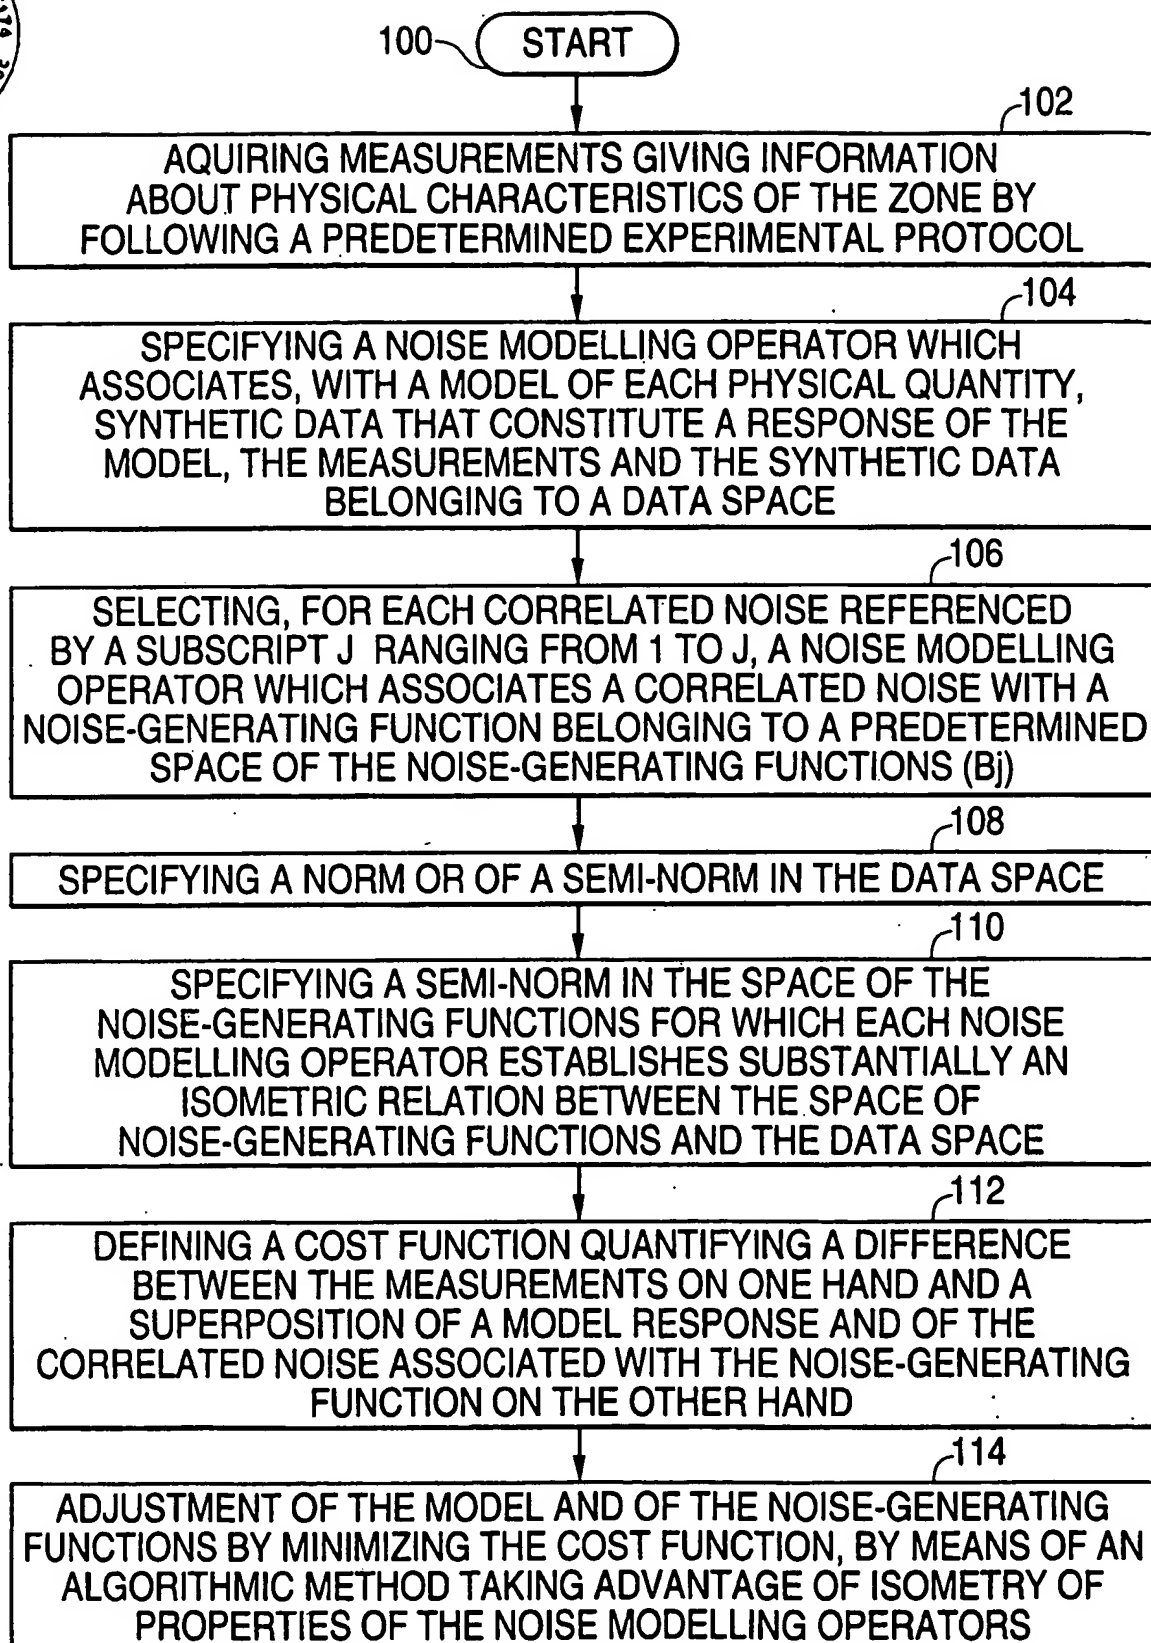 100 START
102
AQUIRING MEASUREMENTS GIVING INFORMATION
ABOUT PHYSICAL CHARACTERISTICS OF THE ZONE BY
FOLLOWING A PREDETERMINED EXPERIMENTAL PROTOCOL
104
SPECIFYING A NOISE MODELLING OPERATOR WHICH
ASSOCIATES, WITH A MODEL OF EACH PHYSICAL QUANTITY,
SYNTHETIC DATA THAT CONSTITUTE A RESPONSE OF THE
MODEL, THE MEASUREMENTS AND THE SYNTHETIC DATA
BELONGING TO A DATA SPACE
106
SELECTING, FOR EACH CORRELATED NOISE REFERENCED
BY A SUBSCRIPT J RANGING FROM 1 TO J, A NOISE MODELLING
OPERATOR WHICH ASSOCIATES A CORRELATED NOISE WITH A
NOISE-GENERATING FUNCTION BELONGING TO A PREDETERMINED
SPACE OF THE NOISE-GENERATING FUNCTIONS (Bj)
108
SPECIFYING A NORM OR OF A SEMI-NORM IN THE DATA SPACE
110
SPECIFYING A SEMI-NORM IN THE SPACE OF THE
NOISE-GENERATING FUNCTIONS FOR WHICH EACH NOISE
MODELLING OPERATOR ESTABLISHES SUBSTANTIALLY AN
ISOMETRIC RELATION BETWEEN THE SPACE OF
NOISE-GENERATING FUNCTIONS AND THE DATA SPACE
112
DEFINING A COST FUNCTION QUANTIFYING A DIFFERENCE
BETWEEN THE MEASUREMENTS ON ONE HAND AND A
SUPERPOSITION OF A MODEL RESPONSE AND OF THE
CORRELATED NOISE ASSOCIATED WITH THE NOISE-GENERATING
FUNCTION ON THE OTHER HAND
114
ADJUSTMENT OF THE MODEL AND OF THE NOISE-GENERATING
FUNCTIONS BY MINIMIZING THE COST FUNCTION, BY MEANS OF AN
ALGORITHMIC METHOD TAKING ADVANTAGE OF ISOMETRY OF
PROPERTIES OF THE NOISE MODELLING OPERATORS